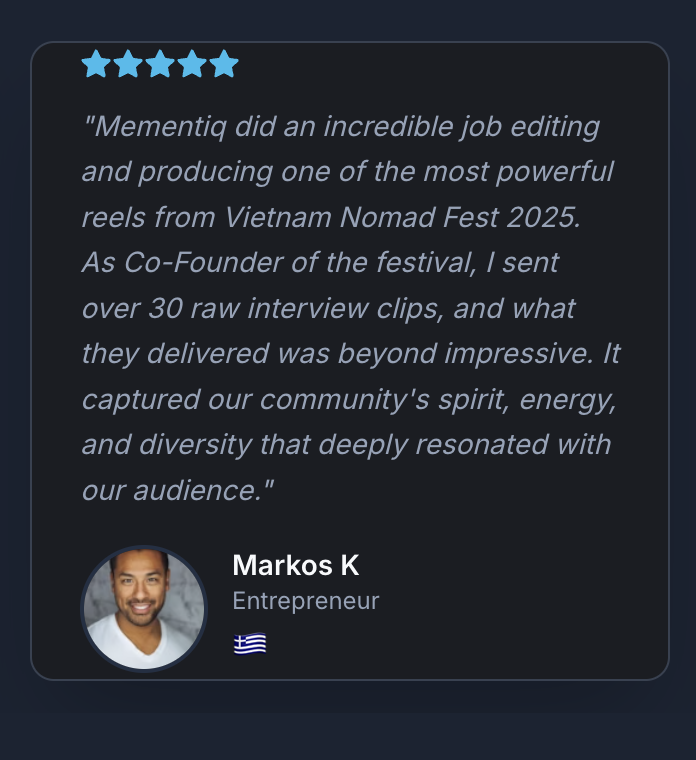 "Mementiq did an incredible job editing
and producing one of the most powerful
reels from Vietnam Nomad Fest 2025.
As Co-Founder of the festival, I sent
over 30 raw interview clips, and what
they delivered was beyond impressive. It
captured our community's spirit, energy,
and diversity that deeply resonated with
our audience."
Markos K
Entrepreneur